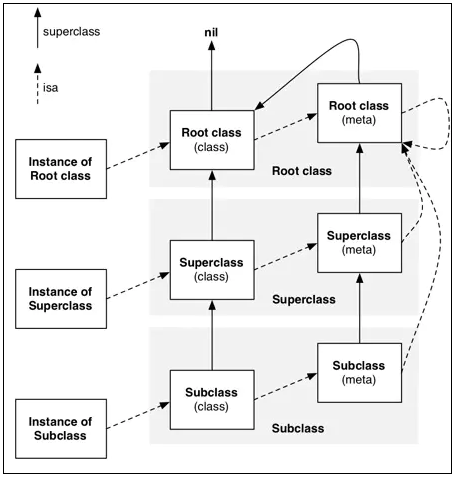 superclass
nil
isa
Root class
(meta)
Root class
(class)
Instance of
Root class
Root class
Superclass
(meta)
Superclass
(class)
Instance of
Superclass
Superclass
Subclass
(meta)
Subclass
(class)
Instance of
Subclass
Subclass